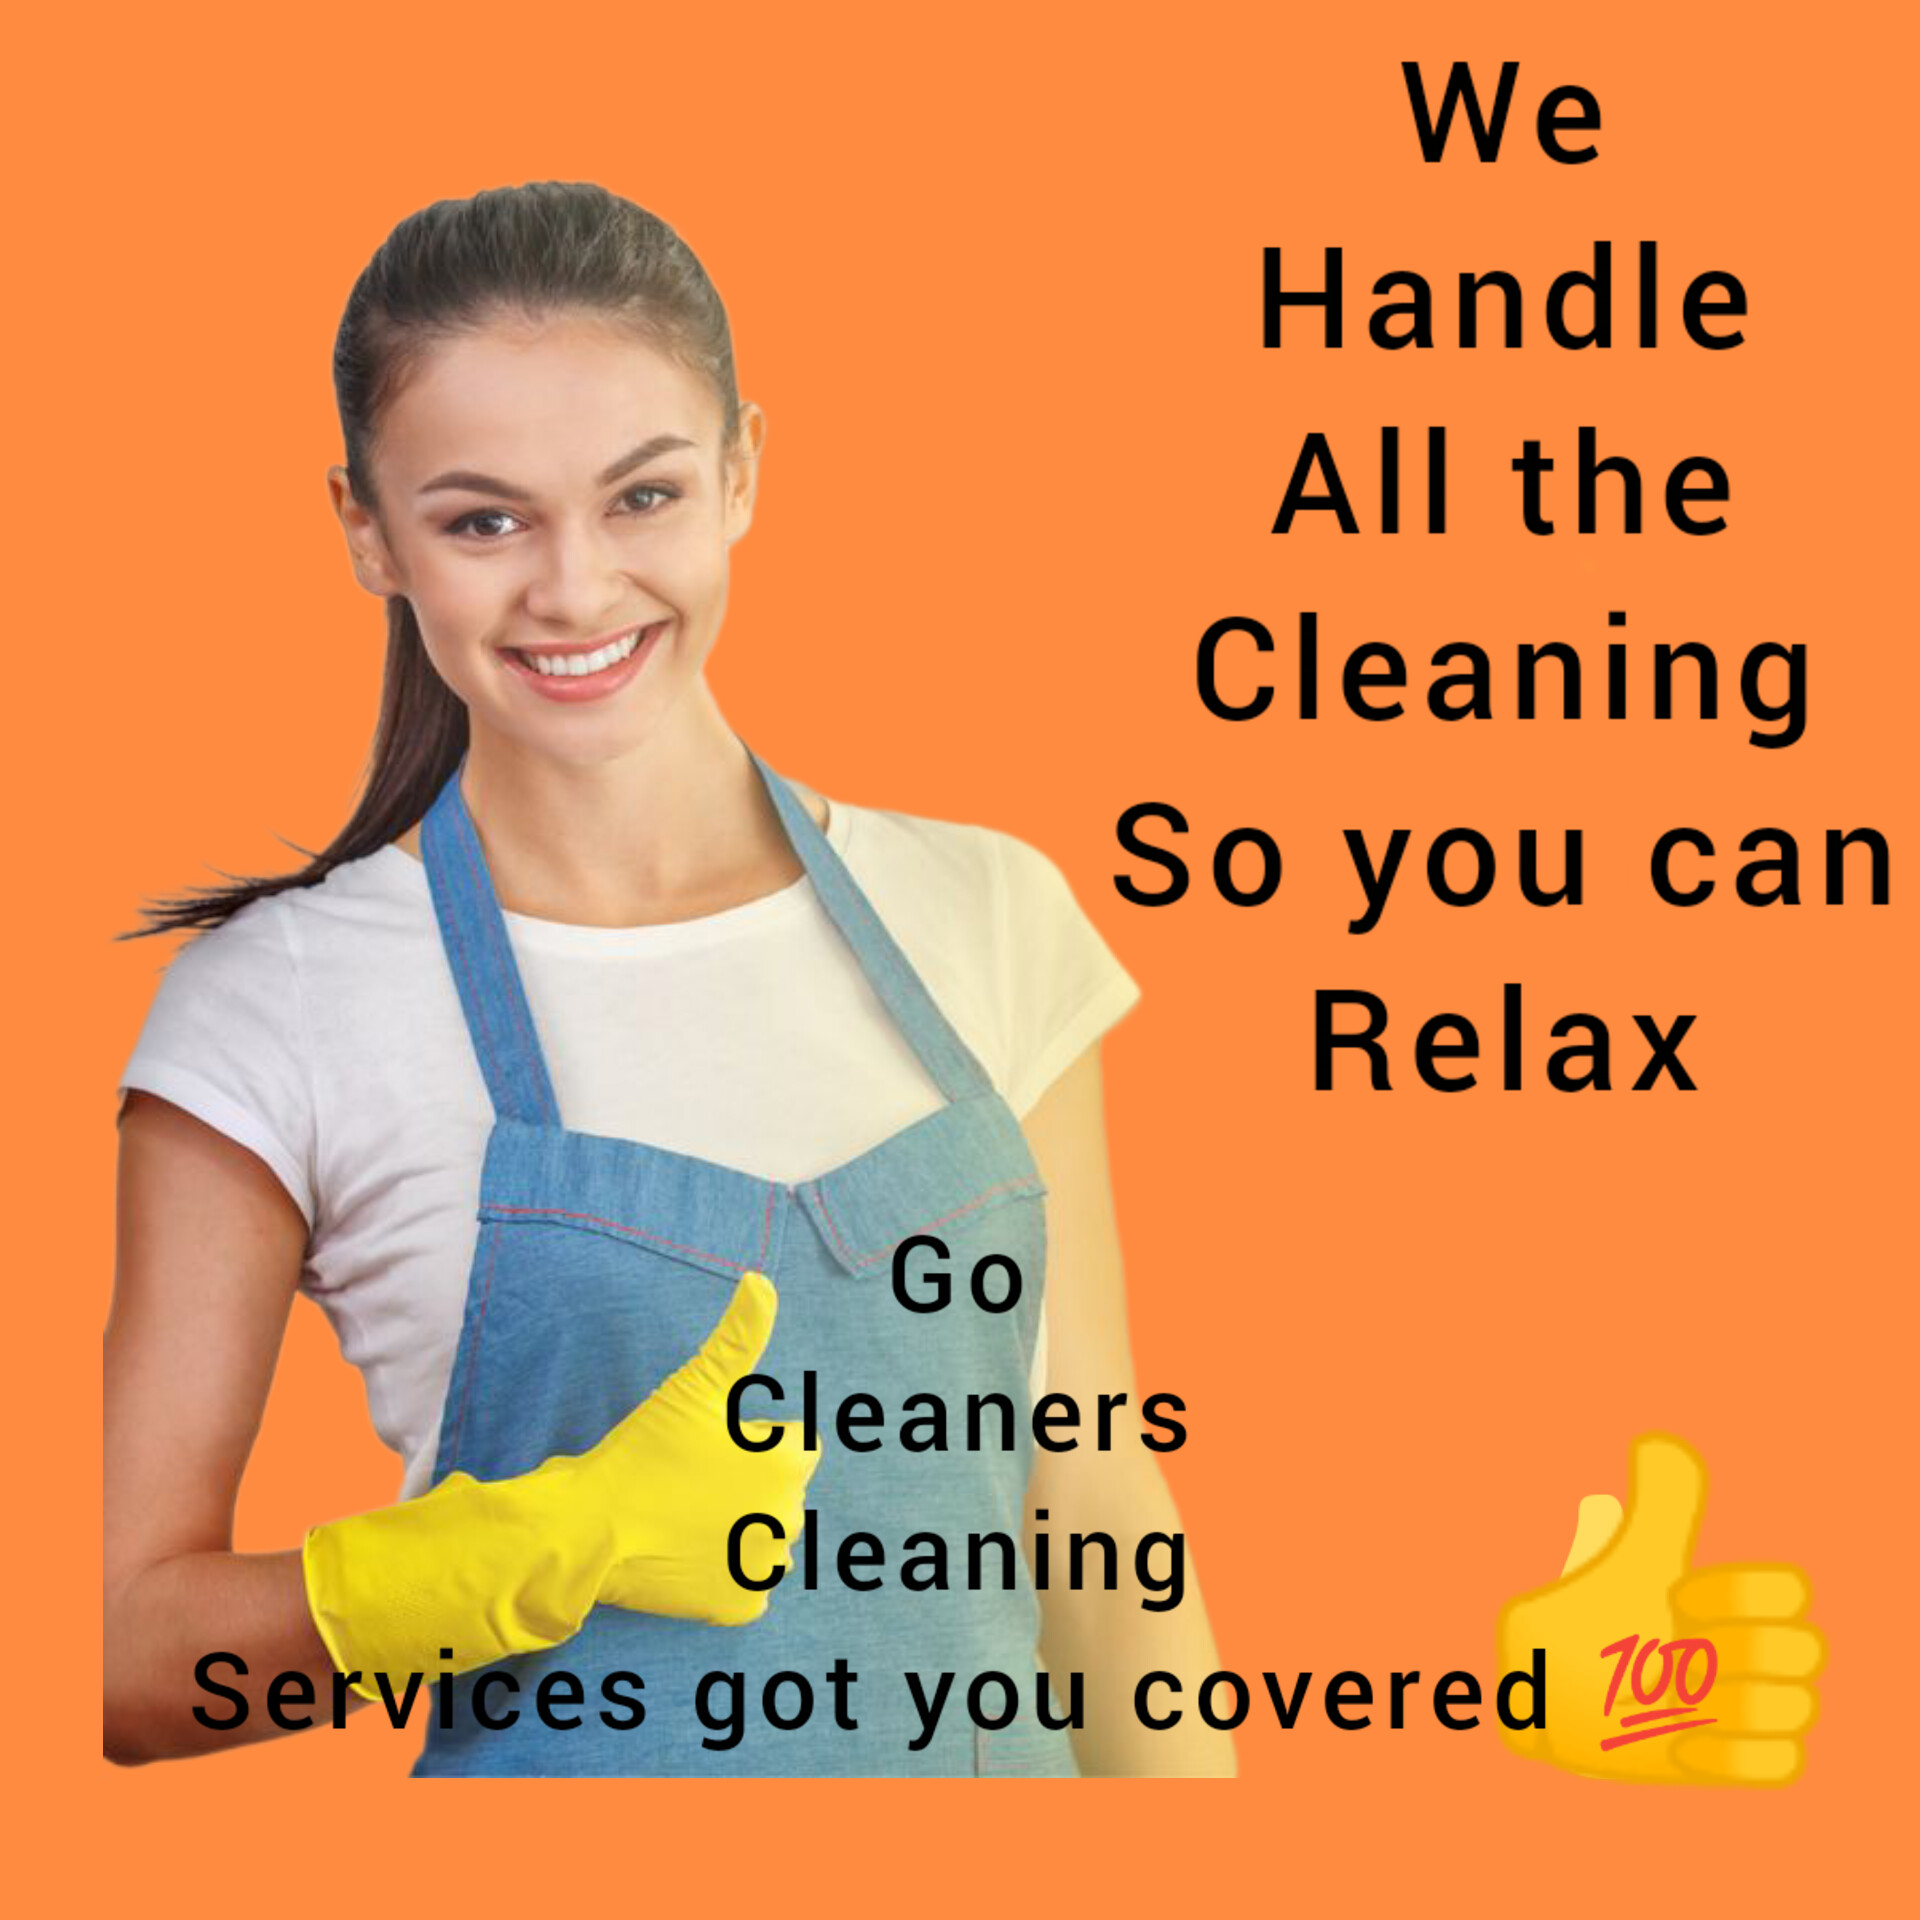 We
Handle
All the
Cleaning
So you can
Relax
Go
Cleaners
Cleaning
Services got you covered 💯